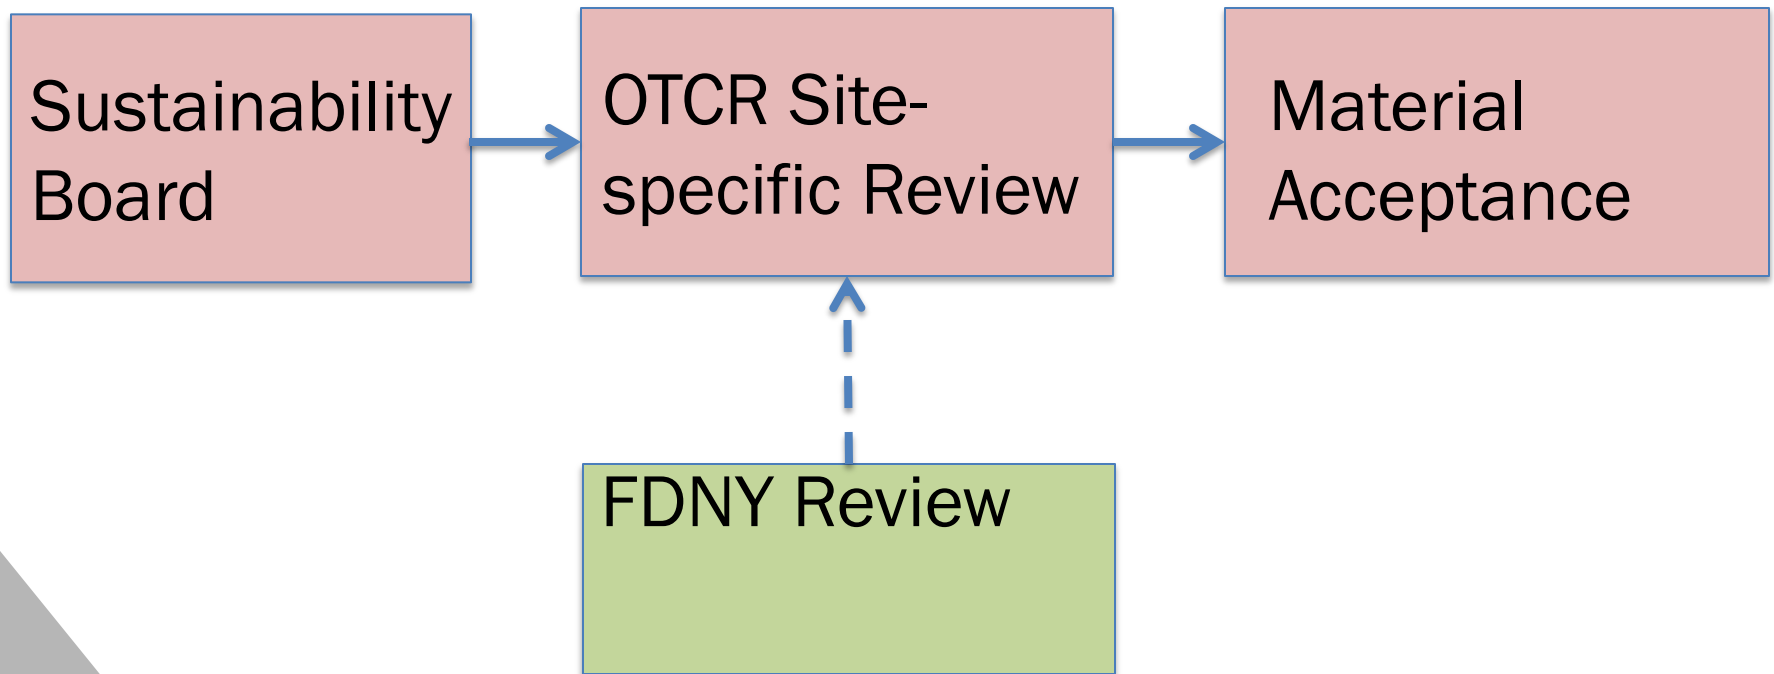 Sustainability
Board
OTCR Site-
specific Review
Material
Acceptance
FDNY Review